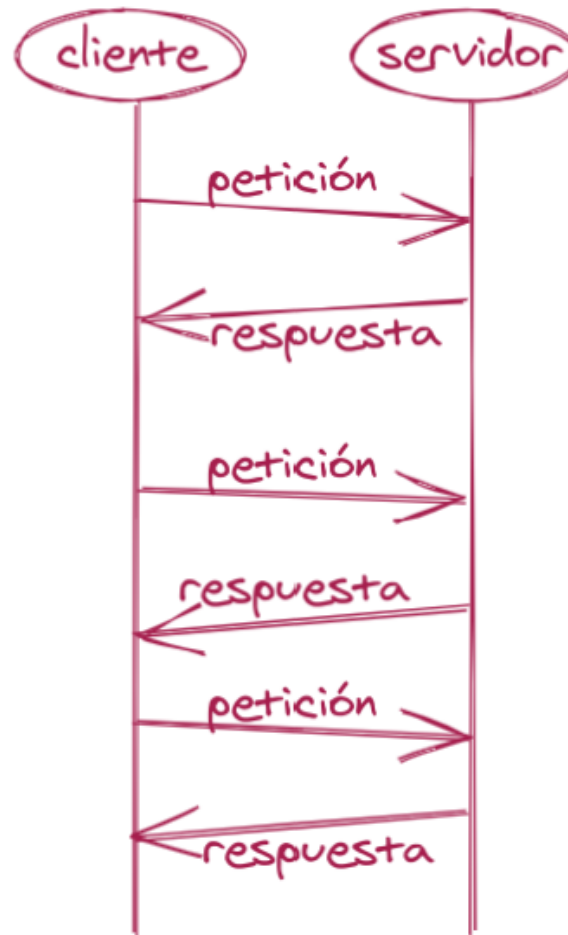 cliente
servidor
petición
respuesta
petición
respuesta
petición
respuesta